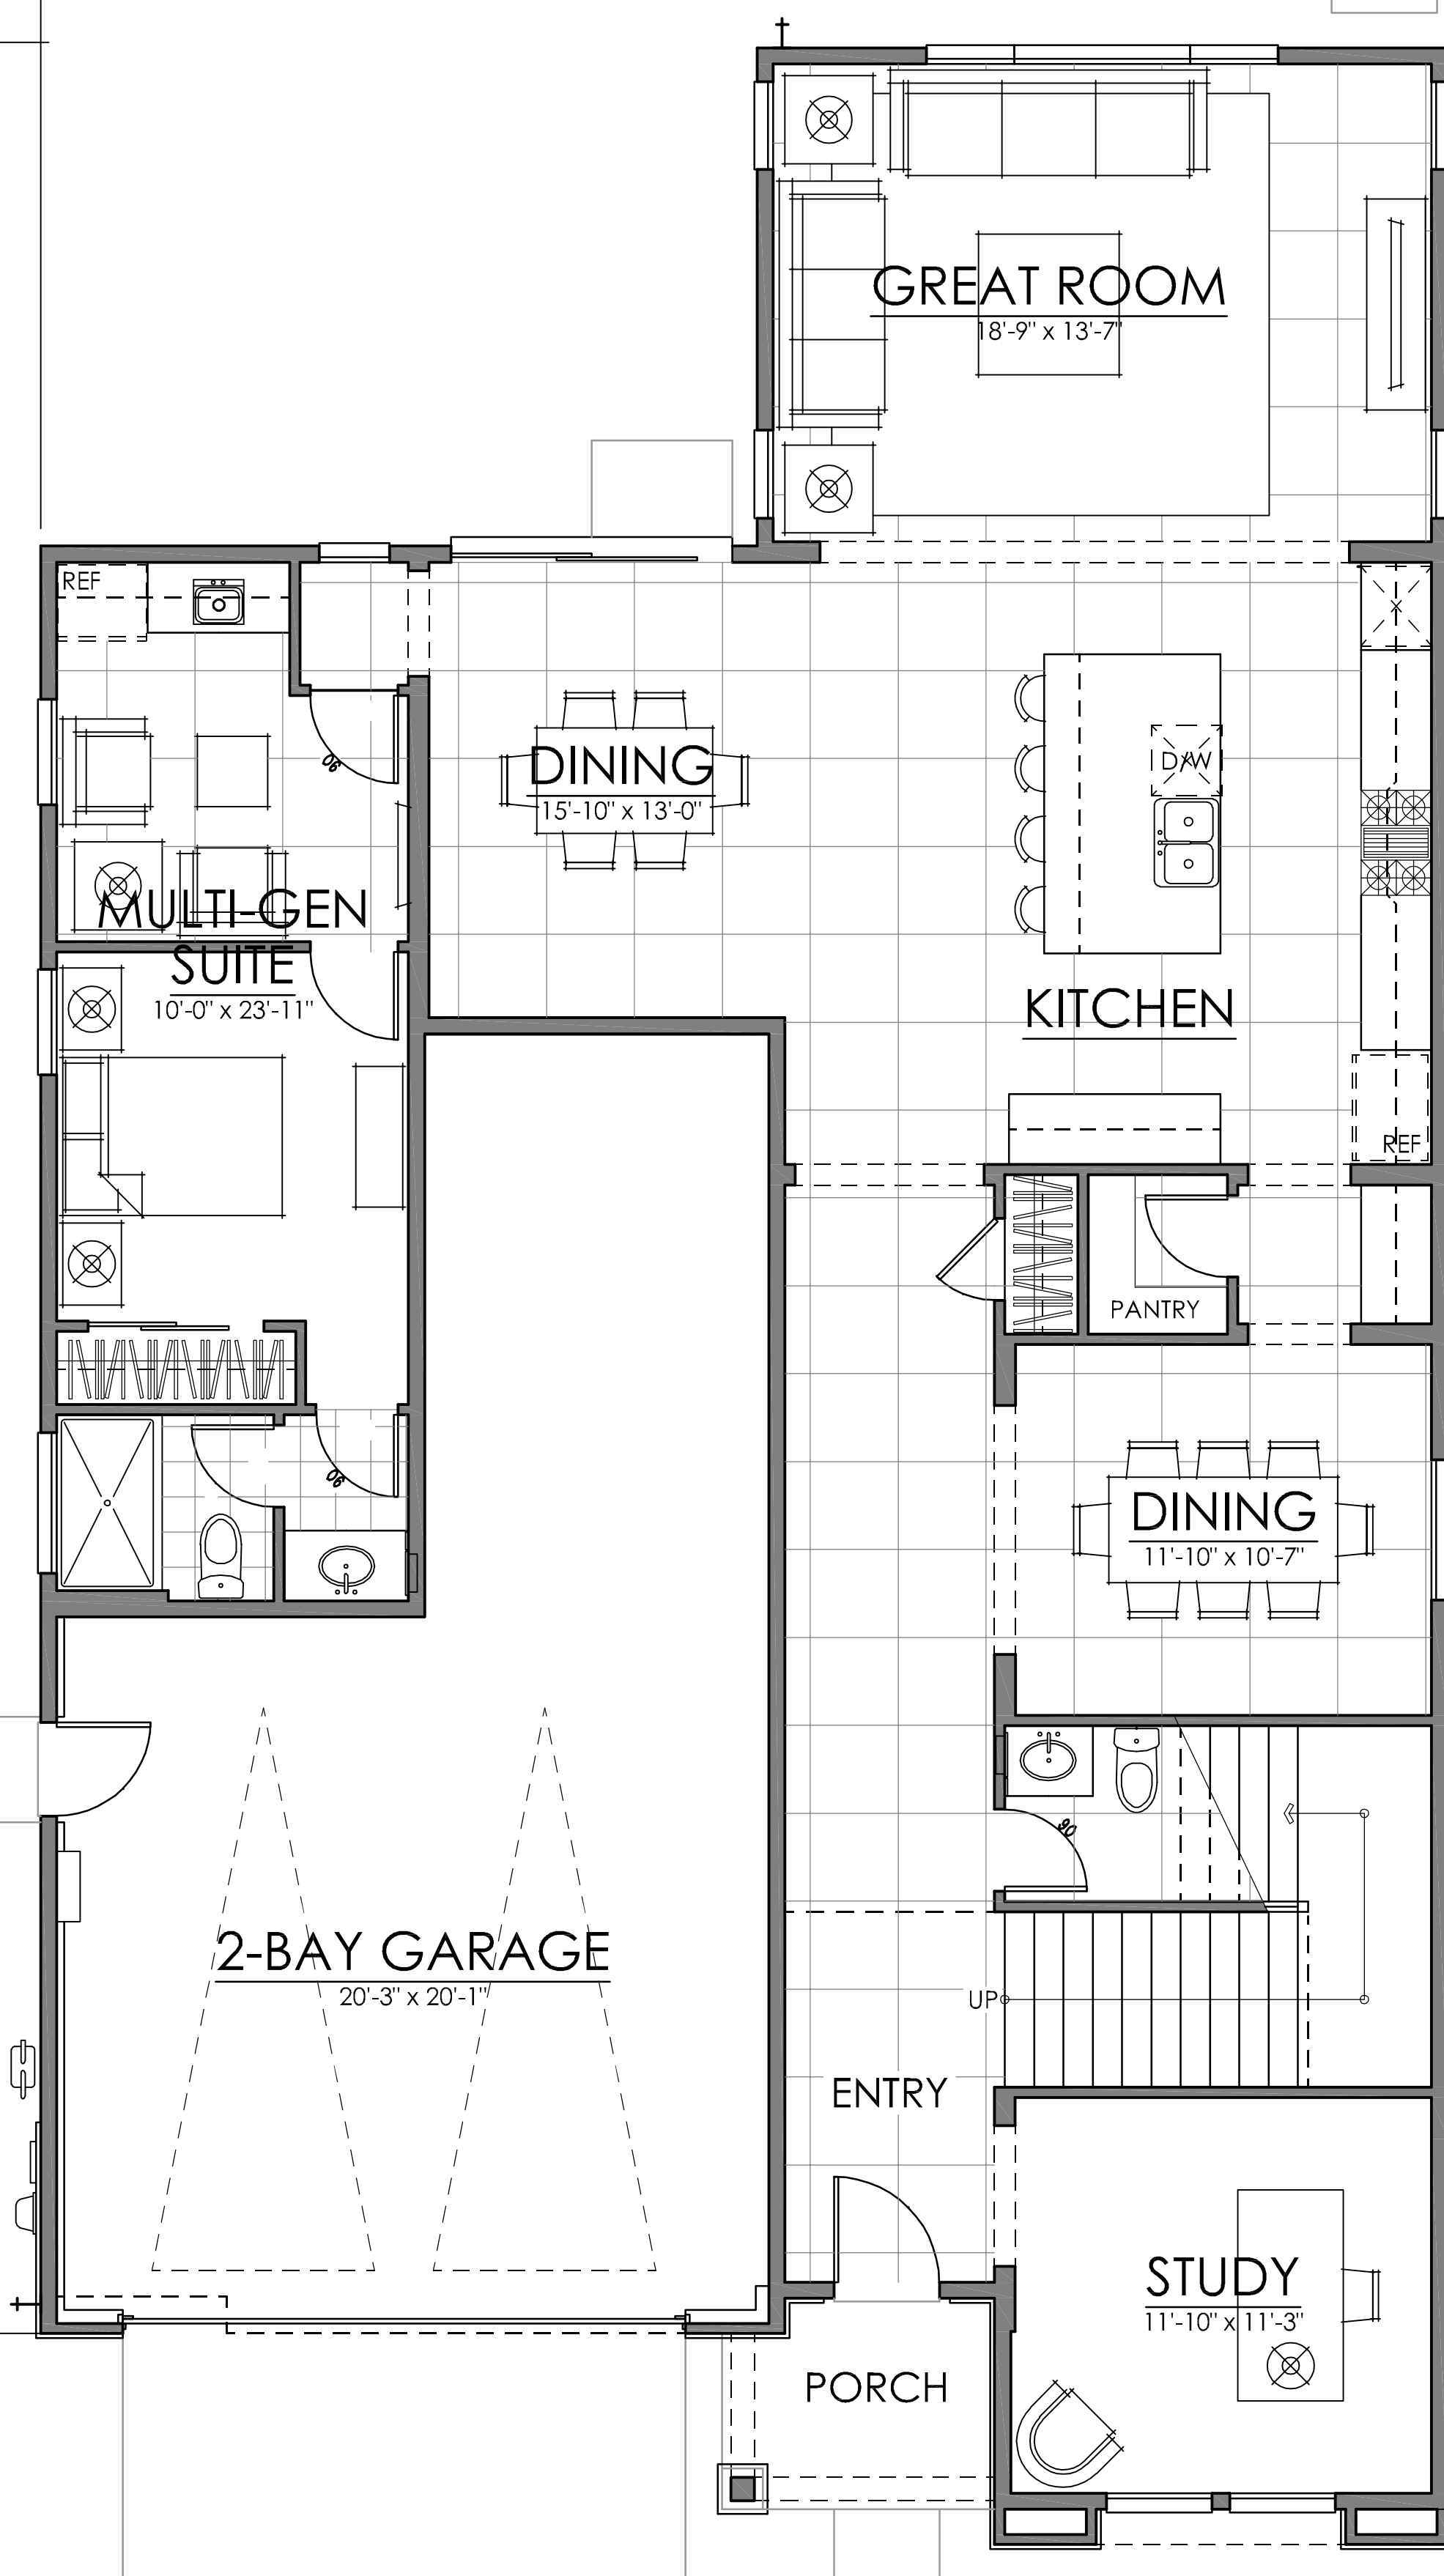 GREAT ROOM
18'-9" x 13'-7"
REF
DINING
15'-10" x 13'-0"
D/W
90
MULTI-GEN
SUITE
10'-0" x 23'-11"
KITCHEN
REF
PANTRY
90
DINING
11'-10" x 10'-7"
90
2-BAY GARAGE
20'-3" x 20'-1"
UP
ENTRY
STUDY
11'-10" x 11'-3"
PORCH